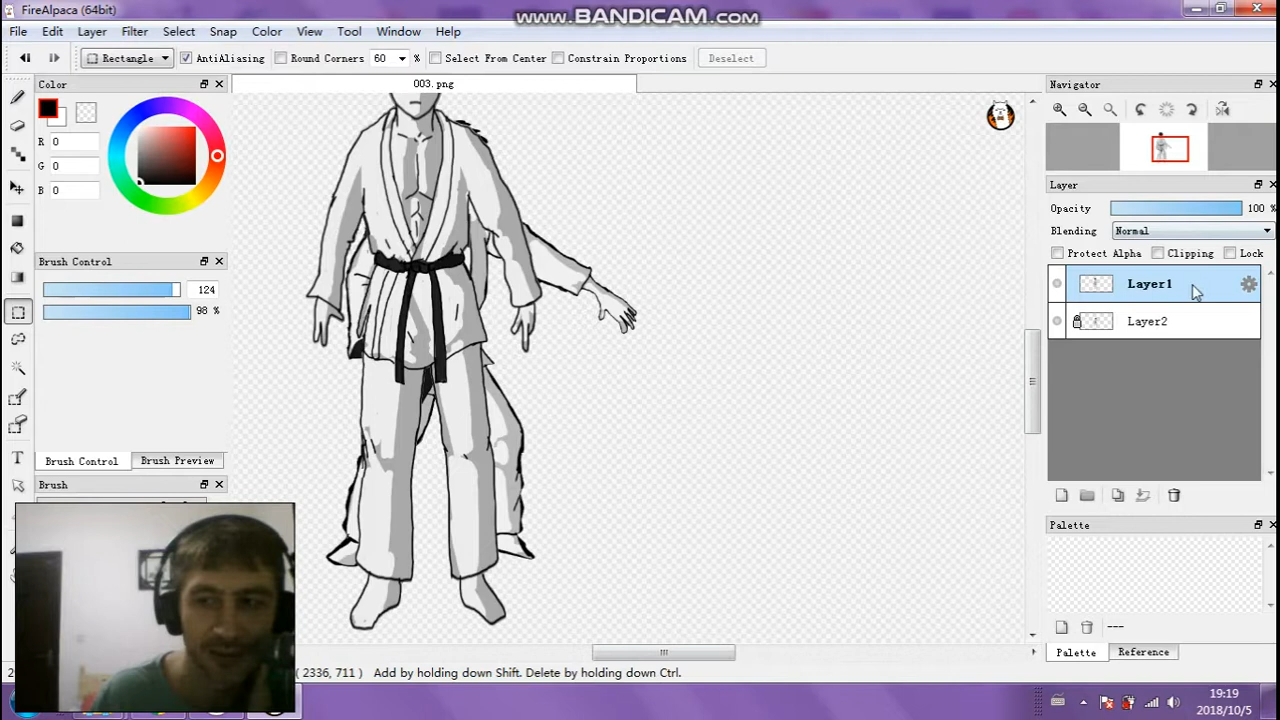 FireAlpaca (64bit)
www.BANDICAM.com
File Edit Layer Filter Select Snap Color View Tool Window Help
Rectangle AntiAliasing Round Corners 60 % Select From Center Constrain Proportions Deselect
Color
003.png
Navigator
R 0
G 0
B 0
Layer
Opacity 100 %
Blending Normal
Protect Alpha Clipping Lock
Brush Control
124
98 %
Layer1
Layer2
Brush Control Brush Preview
Brush
Palette
---
Palette Reference
( 2336, 711 ) Add by holding down Shift. Delete by holding down Ctrl.
19:19
2018/10/5